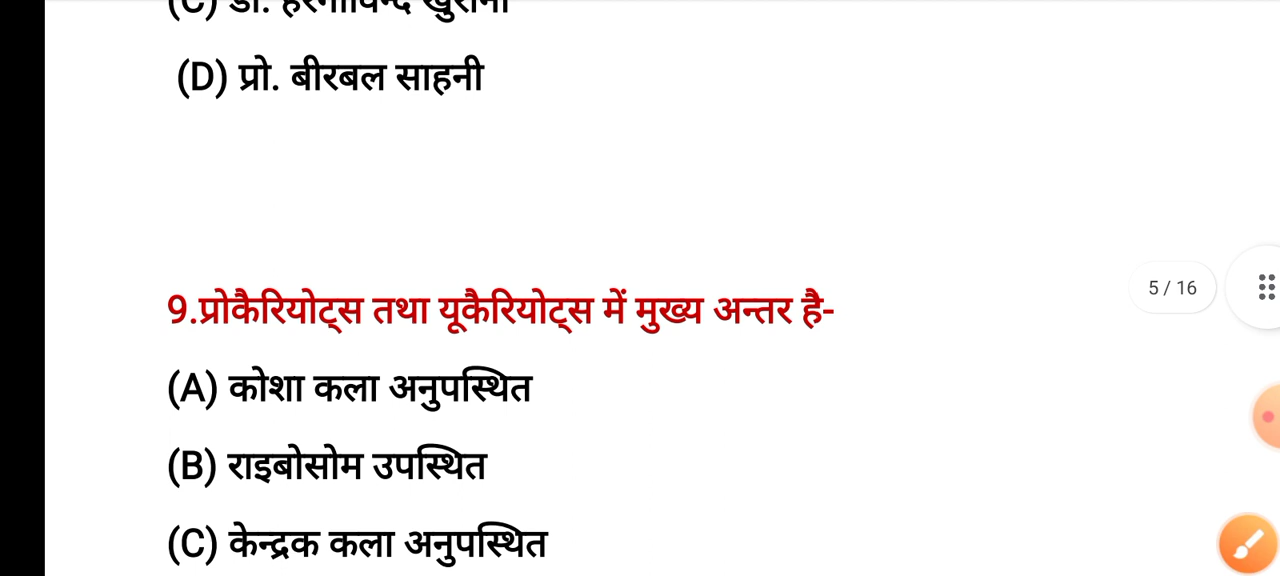 (D) प्रो. बीरबल साहनी
9.प्रोकैरियोट्स तथा यूकैरियोट्स में मुख्य अन्तर है-
5 / 16
(A) कोशा कला अनुपस्थित
(B) राइबोसोम उपस्थित
(C) केन्द्रक कला अनुपस्थित